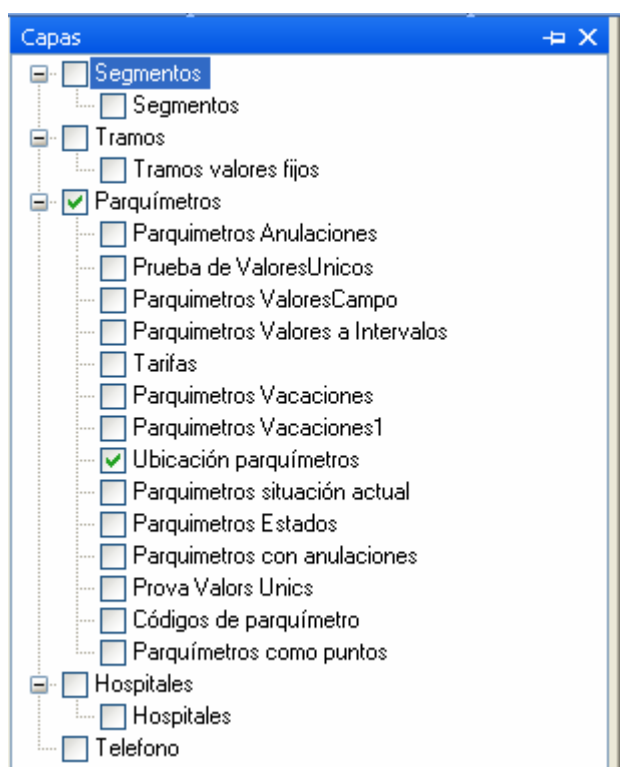 Capas
Segmentos
Segmentos
Tramos
Tramos valores fijos
Parquímetros
Parquimetros Anulaciones
Prueba de ValoresUnicos
Parquimetros ValoresCampo
Parquimetros Valores a Intervalos
Tarifas
Parquimetros Vacaciones
Parquimetros Vacaciones1
Ubicación parquímetros
Parquimetros situación actual
Parquimetros Estados
Parquimetros con anulaciones
Prova Valors Unics
Códigos de parquímetro
Parquímetros como puntos
Hospitales
Hospitales
Telefono